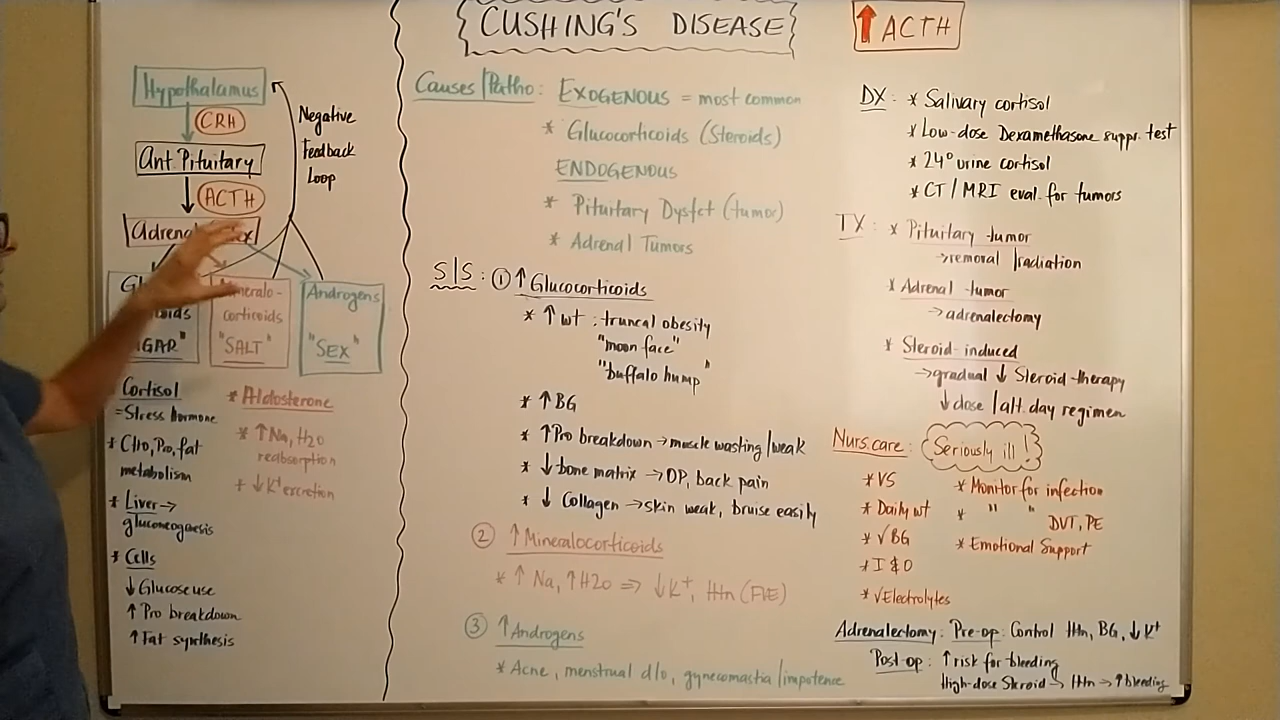 CUSHING'S DISEASE
↑ ACTH
Hypothalamus
CRH
Ant. Pituitary
ACTH
Negative
Feedback
Loop
Mineralo-
corticoids
"SALT"
Androgens
"SEX"
Cortisol
=Stress hormone
* CHO, Pro, fat
metabolism
* Liver→
gluconeogenesis
* Cells
↓ Glucose use
↑ Pro breakdown
↑ Fat synthesis
* Aldosterone
* ↑Na, H2O
reabsorption
* ↓K+ excretion
Causes/Patho: EXOGENOUS = most common
* Glucocorticoids (Steroids)
ENDOGENOUS
* Pituitary Dysfct (tumor)
* Adrenal Tumors
S/S: ① ↑Glucocorticoids
* ↑ wt : truncal obesity
"moon face"
"buffalo hump"
* ↑ BG
* ↑Pro breakdown → muscle wasting/weak
* ↓ bone matrix → OP, back pain
* ↓ Collagen → skin weak, bruise easily
② ↑Mineralocorticoids
* ↑ Na, ↑H2O ⇒ ↓K+, Htn (FVE)
③ ↑Androgens
* Acne, menstrual d/o, gynecomastia/impotence
DX: * Salivary cortisol
* Low-dose Dexamethasone suppr. test
* 24° urine cortisol
* CT/MRI eval. for tumors
TX: * Pituitary tumor
→removal/radiation
* Adrenal tumor
→adrenalectomy
* Steroid-induced
→gradual ↓ Steroid therapy
↓dose/alt. day regimen
Nurs. care: Seriously ill!
* VS
* Daily wt
* √BG
* I & O
* √Electrolytes
* Monitor for infection
* " " DVT, PE
* Emotional Support
Adrenalectomy: Pre-op: Control Htn, BG, ↓K+
Post-op: ↑risk for bleeding
High-dose Steroid → Htn → ↑bleeding